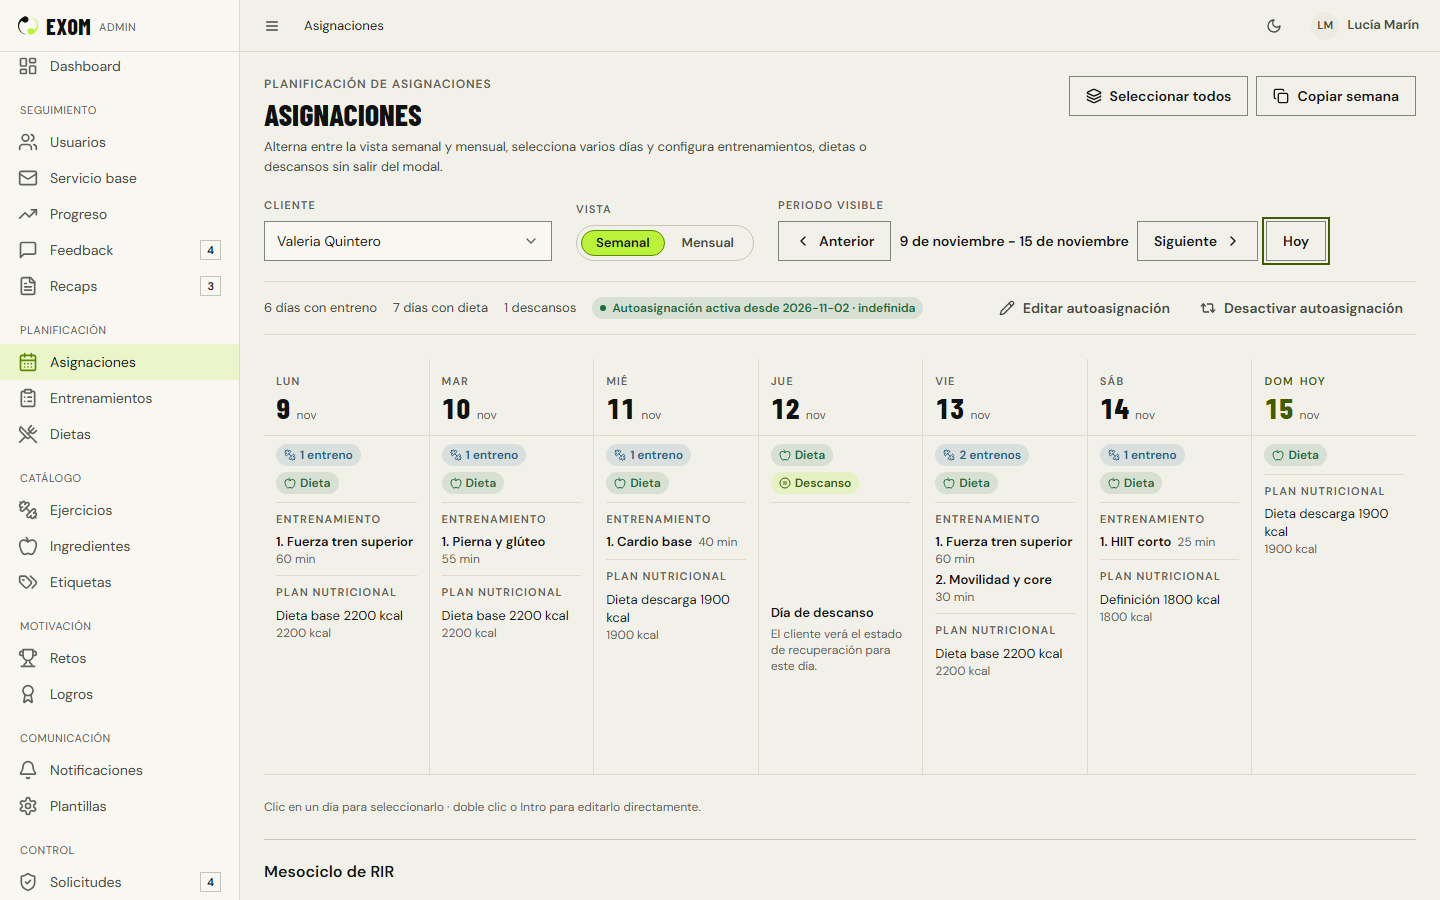 EXOM ADMIN
Asignaciones
LM Lucía Marín
Dashboard
SEGUIMIENTO
Usuarios
Servicio base
Progreso
Feedback 4
Recaps 3
PLANIFICACIÓN
Asignaciones
Entrenamientos
Dietas
CATÁLOGO
Ejercicios
Ingredientes
Etiquetas
MOTIVACIÓN
Retos
Logros
COMUNICACIÓN
Notificaciones
Plantillas
CONTROL
Solicitudes 4
PLANIFICACIÓN DE ASIGNACIONES
ASIGNACIONES
Alterna entre la vista semanal y mensual, selecciona varios días y configura entrenamientos, dietas o
descansos sin salir del modal.
Seleccionar todos
Copiar semana
CLIENTE
Valeria Quintero
VISTA
Semanal Mensual
PERIODO VISIBLE
Anterior 9 de noviembre - 15 de noviembre Siguiente Hoy
6 días con entreno 7 días con dieta 1 descansos Autoasignación activa desde 2026-11-02 · indefinida
Editar autoasignación Desactivar autoasignación
LUN
9 nov
1 entreno
Dieta
ENTRENAMIENTO
1. Fuerza tren superior
60 min
PLAN NUTRICIONAL
Dieta base 2200 kcal
2200 kcal
MAR
10 nov
1 entreno
Dieta
ENTRENAMIENTO
1. Pierna y glúteo
55 min
PLAN NUTRICIONAL
Dieta base 2200 kcal
2200 kcal
MIÉ
11 nov
1 entreno
Dieta
ENTRENAMIENTO
1. Cardio base 40 min
PLAN NUTRICIONAL
Dieta descarga 1900
kcal
1900 kcal
JUE
12 nov
Dieta
Descanso
Día de descanso
El cliente verá el estado
de recuperación para
este día.
VIE
13 nov
2 entrenos
Dieta
ENTRENAMIENTO
1. Fuerza tren superior
60 min
2. Movilidad y core
30 min
PLAN NUTRICIONAL
Dieta base 2200 kcal
2200 kcal
SÁB
14 nov
1 entreno
Dieta
ENTRENAMIENTO
1. HIIT corto 25 min
PLAN NUTRICIONAL
Definición 1800 kcal
1800 kcal
DOM HOY
15 nov
Dieta
PLAN NUTRICIONAL
Dieta descarga 1900
kcal
1900 kcal
Clic en un día para seleccionarlo · doble clic o Intro para editarlo directamente.
Mesociclo de RIR